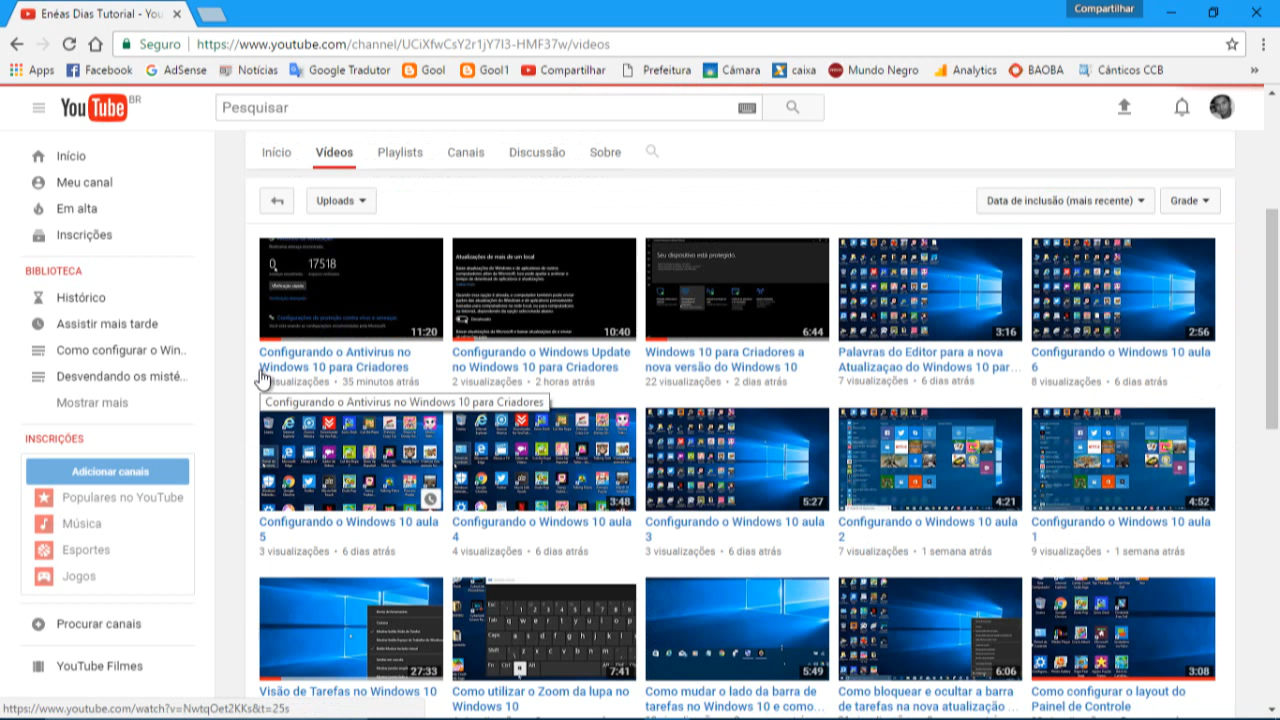 Enéas Dias Tutorial - You
Compartilhar
Seguro
https://www.youtube.com/channel/UCiXfwCsY2r1jY7I3-HMF37w/videos
Apps Facebook AdSense Notícias Google Tradutor Gool Gool1 Compartilhar Prefeitura Câmara caixa Mundo Negro Analytics BAOBA Cânticos CCB »
YouTube BR
Pesquisar
Início Vídeos Playlists Canais Discussão Sobre
Início
Meu canal
Em alta
Inscrições
BIBLIOTECA
Histórico
Assistir mais tarde
Como configurar o Win..
Desvendando os misté...
Mostrar mais
INSCRIÇÕES
Adicionar canais
Populares no YouTube
Música
Esportes
Jogos
Procurar canais
YouTube Filmes
Uploads
Data de inclusão (mais recente)
Grade
17518
11:20
Configurando o Antivirus no
Windows 10 para Criadores
visualizações • 35 minutos atrás
Configurando o Antivirus no Windows 10 para Criadores
Atualizações de mais de um local
10:40
Configurando o Windows Update
no Windows 10 para Criadores
2 visualizações • 2 horas atrás
Seu dispositivo está protegido.
6:44
Windows 10 para Criadores a
nova versão do Windows 10
22 visualizações • 2 dias atrás
3:16
Palavras do Editor para a nova
Atualizaçao do Windows 10 par...
7 visualizações • 6 dias atrás
2:56
Configurando o Windows 10 aula
6
8 visualizações • 6 dias atrás
Configurando o Windows 10 aula
5
3 visualizações • 6 dias atrás
3:48
Configurando o Windows 10 aula
4
4 visualizações • 6 dias atrás
5:27
Configurando o Windows 10 aula
3
3 visualizações • 6 dias atrás
4:21
Configurando o Windows 10 aula
2
7 visualizações • 1 semana atrás
4:52
Configurando o Windows 10 aula
1
9 visualizações • 1 semana atrás
27:33
Visão de Tarefas no Windows 10
7:41
Como utilizar o Zoom da lupa no
Windows 10
5:49
Como mudar o lado da barra de
tarefas no Windows 10 e como...
6:06
Como bloquear e ocultar a barra
de tarefas na nova atualização ...
3:08
Como configurar o layout do
Painel de Controle
https://www.youtube.com/watch?v=NwtqOet2KKs&t=25s